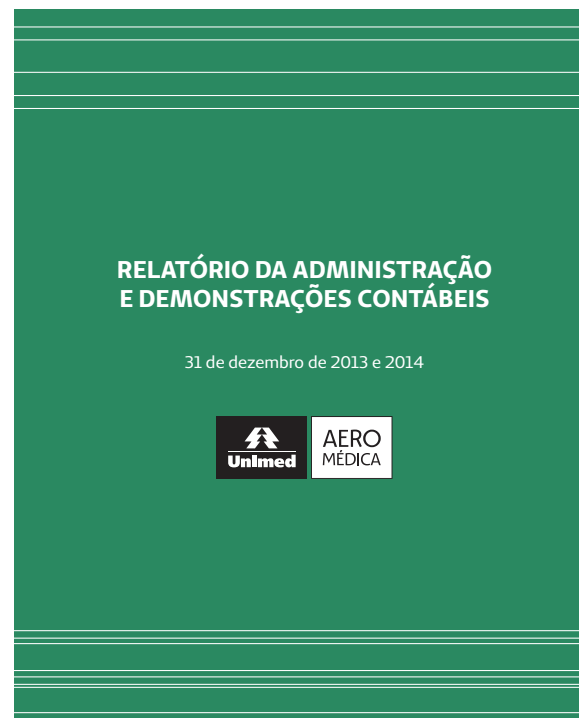 RELATÓRIO DA ADMINISTRAÇÃO
E DEMONSTRAÇÕES CONTÁBEIS
31 de dezembro de 2013 e 2014
Unimed
AERO
MÉDICA